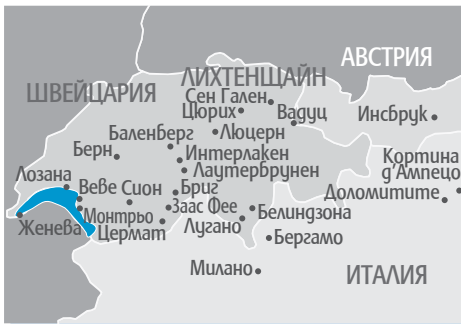 АВСТРИЯ
ЛИХТЕНЩАЙН
ШВЕЙЦАРИЯ
Сен Гален
Цюрих
Вадуц
Инсбрук
Баленберг
Люцерн
Берн
Интерлакен
Кортина
д'Ампецо
Лозана
Лаутербрунен
Веве
Сион
Бриг
Доломитите
Монтрьо
Заас Фее
Белиндзона
Женева
Цермат
Лугано
Бергамо
Милано
ИТАЛИЯ